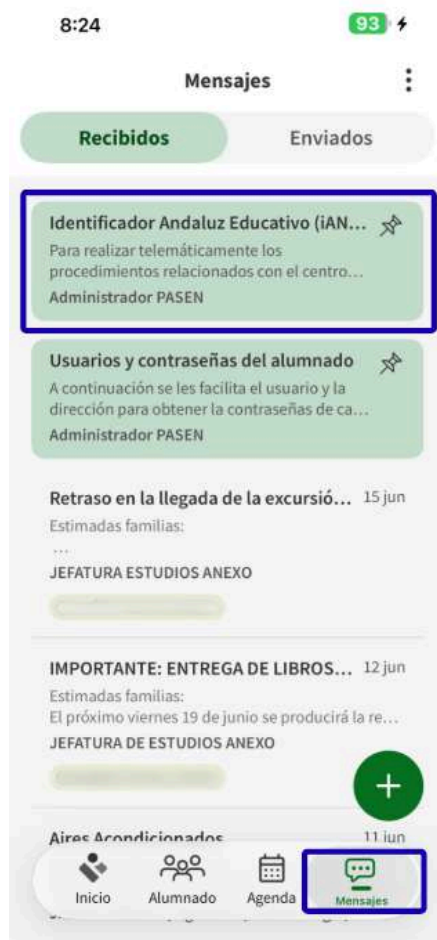 8:24
93
Mensajes
Recibidos
Enviados
Identificador Andaluz Educativo (iAN...
Para realizar telemáticamente los
procedimientos relacionados con el centro...
Administrador PASEN
Usuarios y contraseñas del alumnado
A continuación se les facilita el usuario y la
dirección para obtener la contraseñas de ca...
Administrador PASEN
Retraso en la llegada de la excursió... 15 jun
Estimadas familias:
...
JEFATURA ESTUDIOS ANEXO
IMPORTANTE: ENTREGA DE LIBROS... 12 jun
Estimadas familias:
El próximo viernes 19 de junio se producirá la re...
JEFATURA DE ESTUDIOS ANEXO
Aires Acondicionados 11 jun
Inicio
Alumnado
Agenda
Mensajes